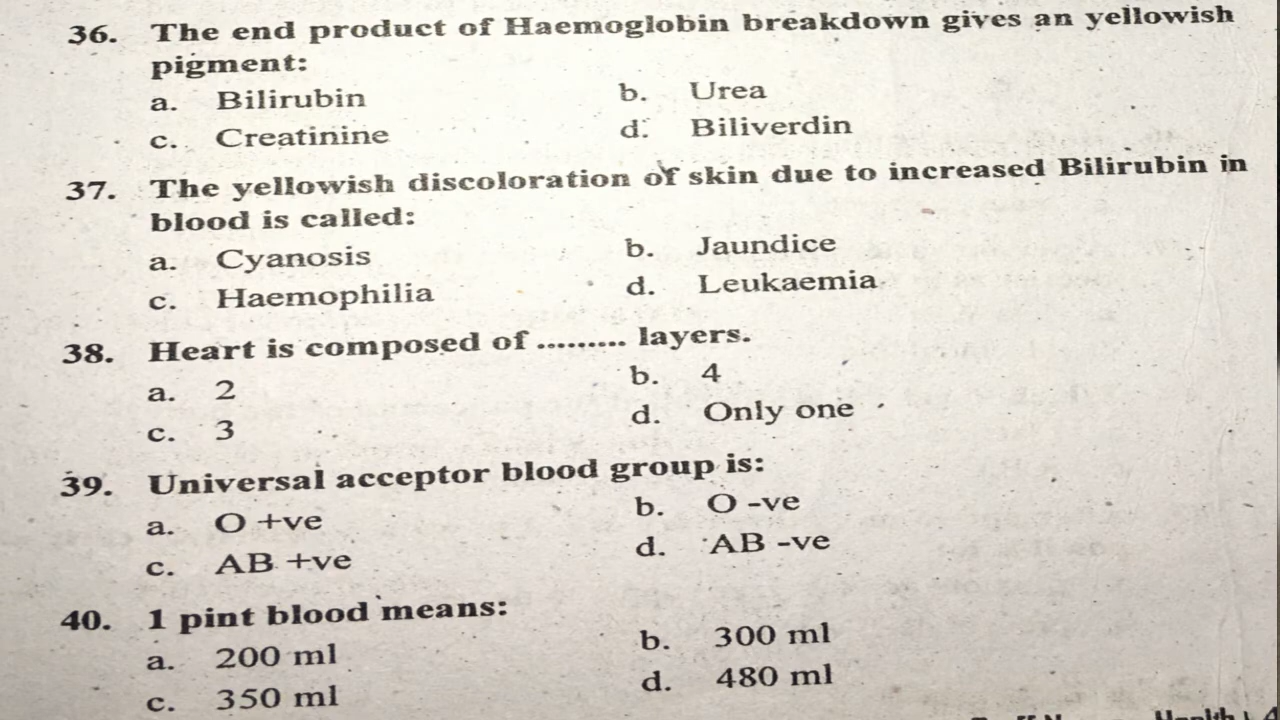 36. The end product of Haemoglobin breakdown gives an yellowish
pigment:
a. Bilirubin b. Urea
c. Creatinine d. Biliverdin
37. The yellowish discoloration of skin due to increased Bilirubin in
blood is called:
a. Cyanosis b. Jaundice
c. Haemophilia d. Leukaemia
38. Heart is composed of ......... layers.
a. 2 b. 4
c. 3 d. Only one
39. Universal acceptor blood group is:
a. O +ve b. O -ve
c. AB +ve d. AB -ve
40. 1 pint blood means:
a. 200 ml b. 300 ml
c. 350 ml d. 480 ml